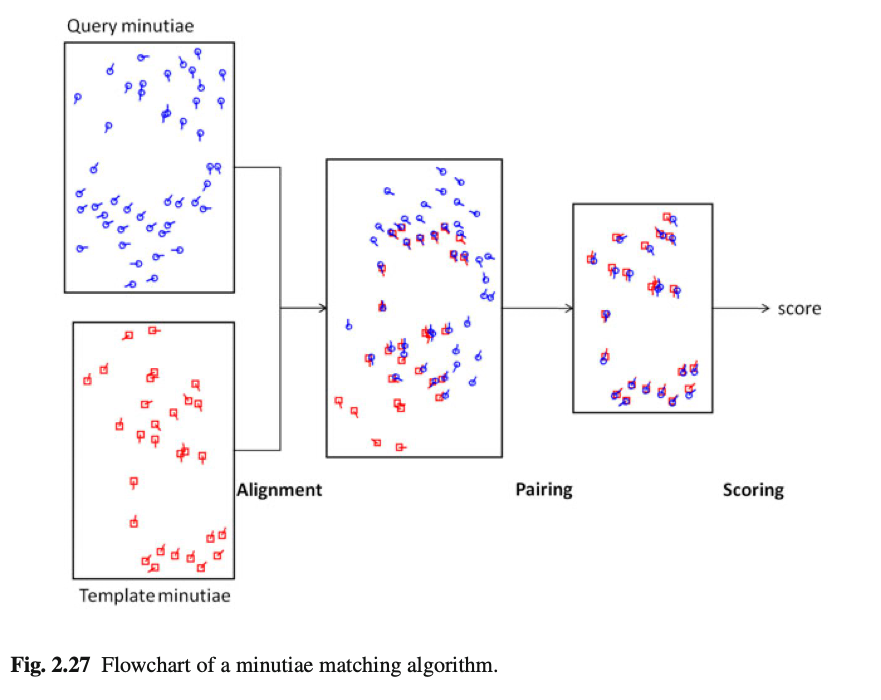 Query minutiae
score
Alignment
Pairing
Scoring
Template minutiae
Fig. 2.27 Flowchart of a minutiae matching algorithm.